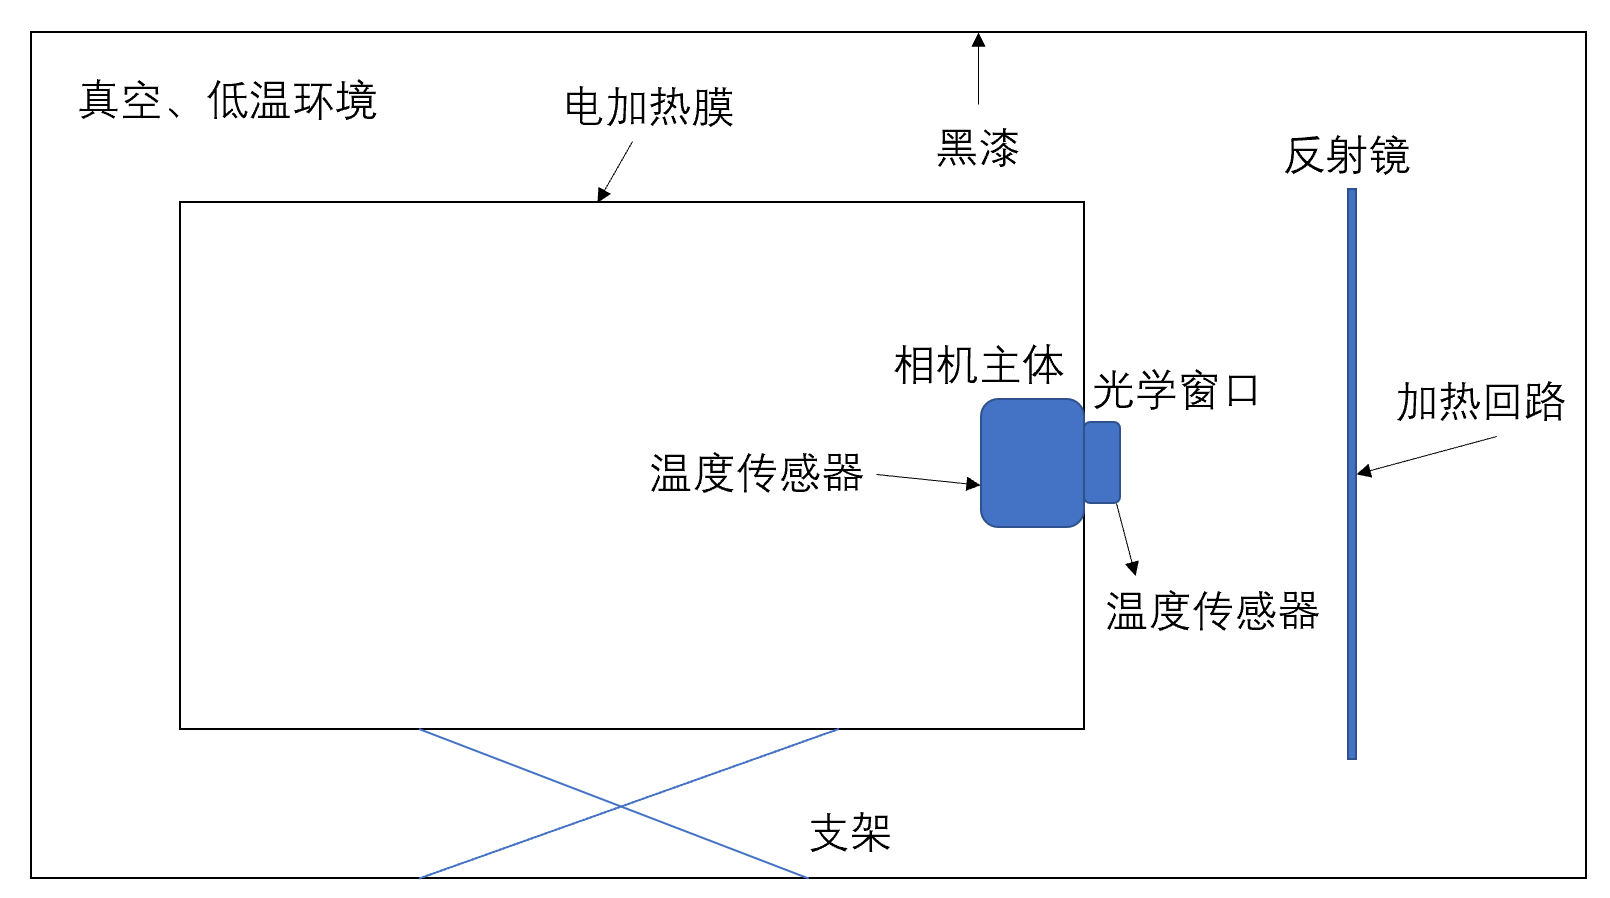 真空、低温环境
电加热膜
黑漆
反射镜
相机主体
光学窗口
加热回路
温度传感器
温度传感器
支架